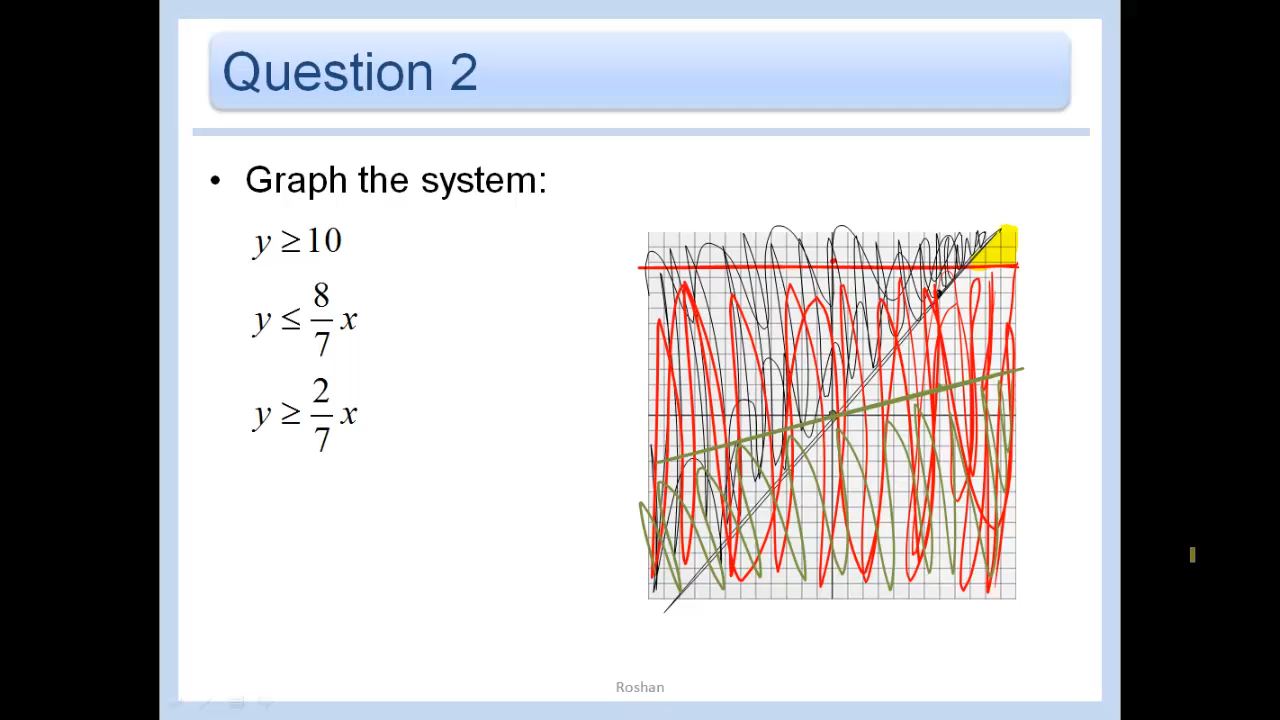 Question 2
• Graph the system:
y ≥ 10
y ≤ 8/7 x
y ≥ 2/7 x
Roshan